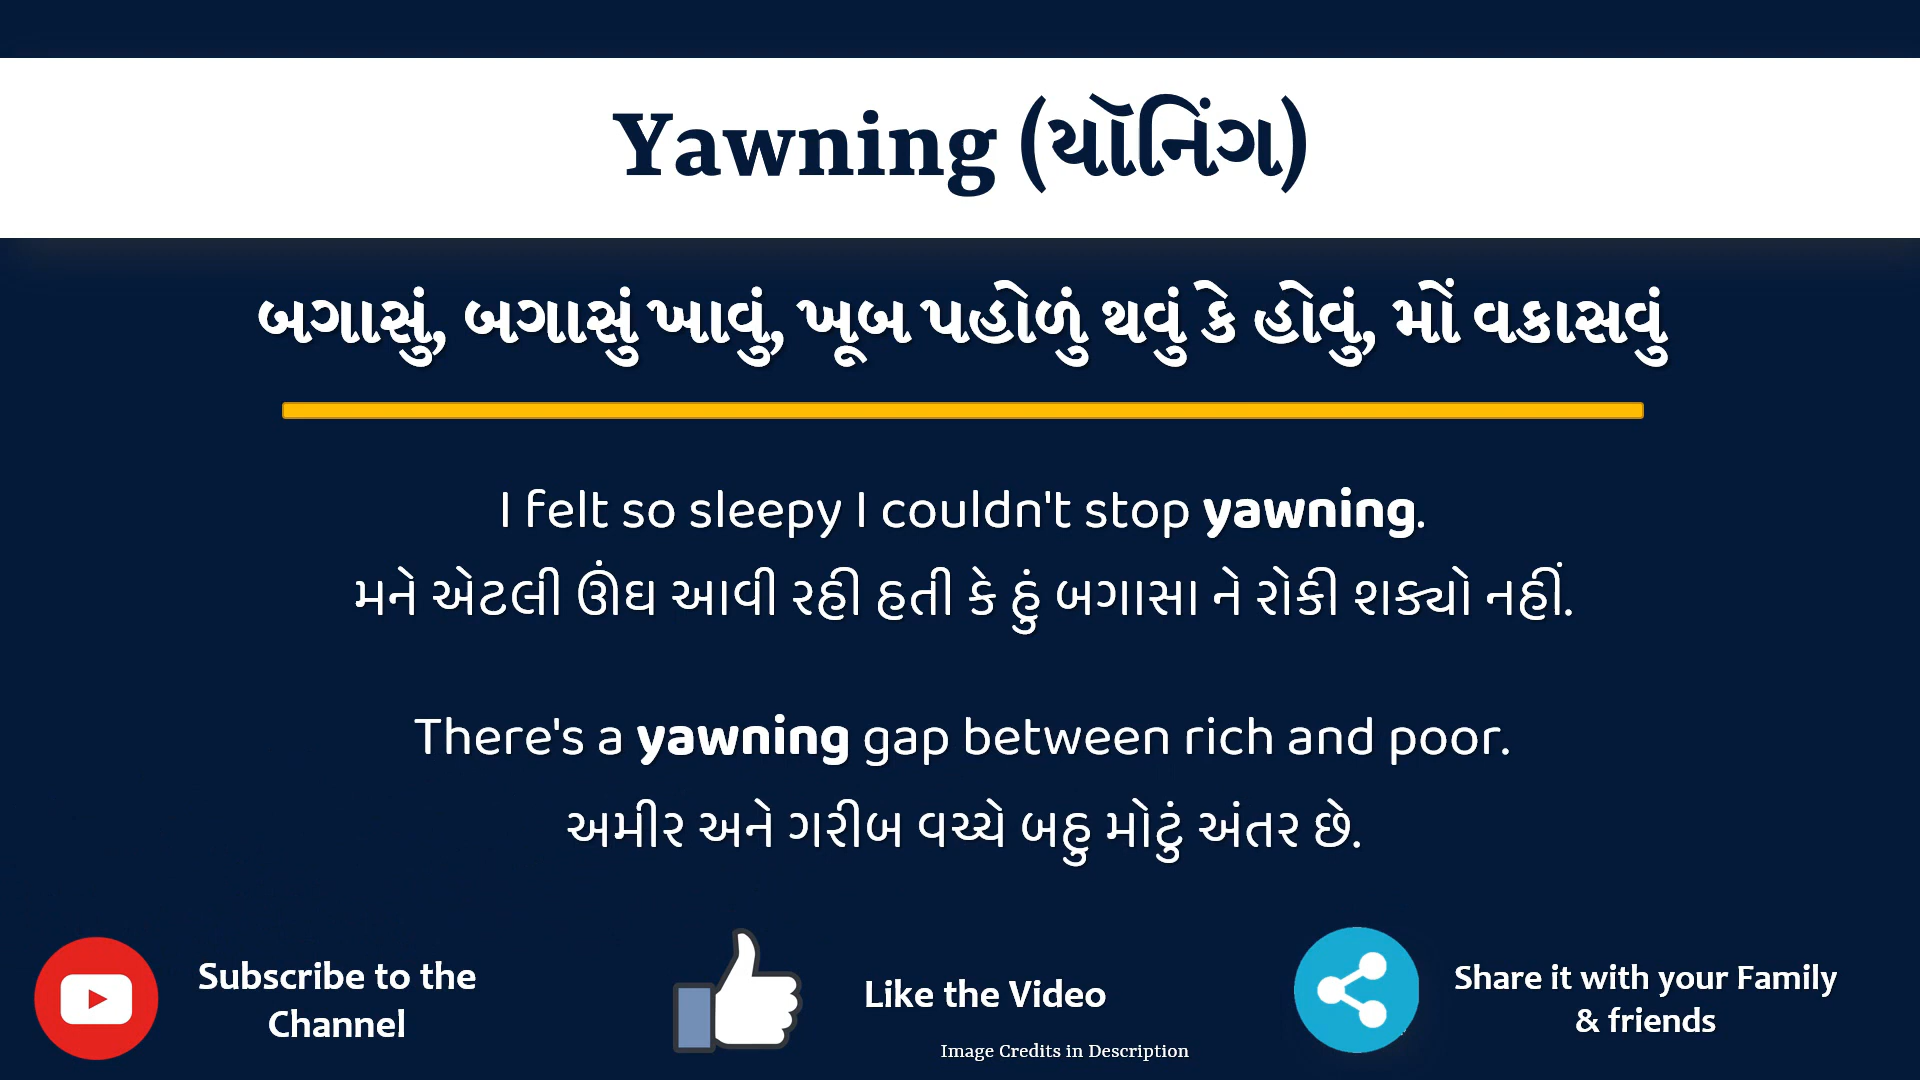 Yawning (યૉનિંગ)
બગાસું, બગાસું ખાવું, ખૂબ પહોળું થવું કે હોવું, મોં વકાસવું
I felt so sleepy I couldn't stop yawning.
મને એટલી ઊંઘ આવી રહી હતી કે હું બગાસા ને રોકી શક્યો નહીં.
There's a yawning gap between rich and poor.
અમીર અને ગરીબ વચ્ચે બહુ મોટું અંતર છે.
Subscribe to the
Channel
Like the Video
Share it with your Family
& friends
Image Credits in Description